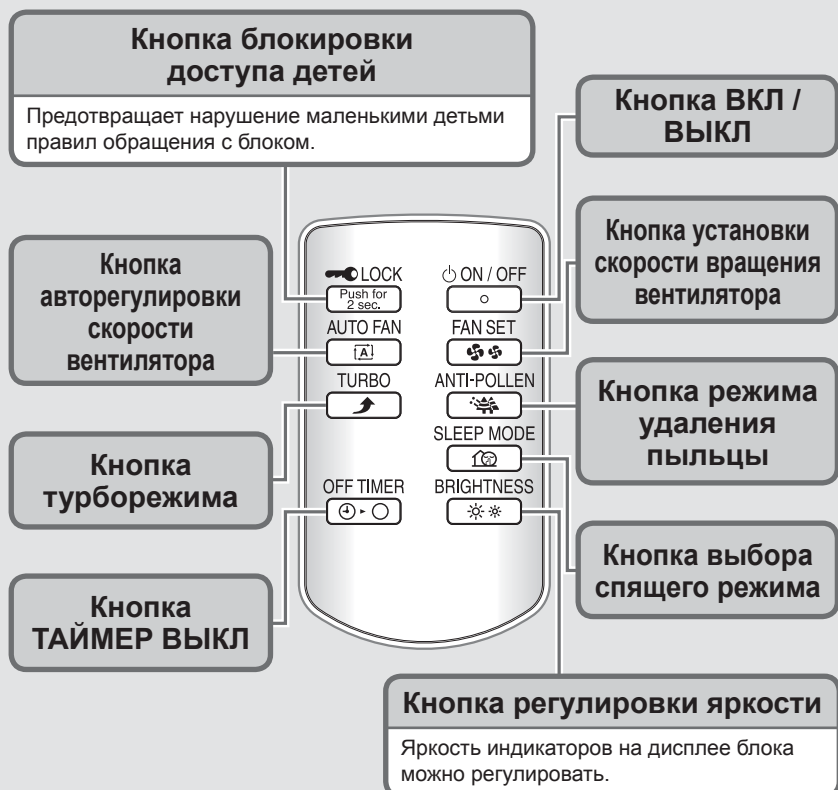 Кнопка блокировки
доступа детей
Предотвращает нарушение маленькими детьми
правил обращения с блоком.
Кнопка ВКЛ /
ВЫКЛ
Кнопка
авторегулировки
скорости
вентилятора
Кнопка установки
скорости вращения
вентилятора
LOCK
ON / OFF
Push for
2 sec.
AUTO FAN
FAN SET
A
TURBO
ANTI-POLLEN
SLEEP MODE
OFF TIMER
BRIGHTNESS
Кнопка
турборежима
Кнопка режима
удаления
пыльцы
Кнопка
ТАЙМЕР ВЫКЛ
Кнопка выбора
спящего режима
Кнопка регулировки яркости
Яркость индикаторов на дисплее блока
можно регулировать.